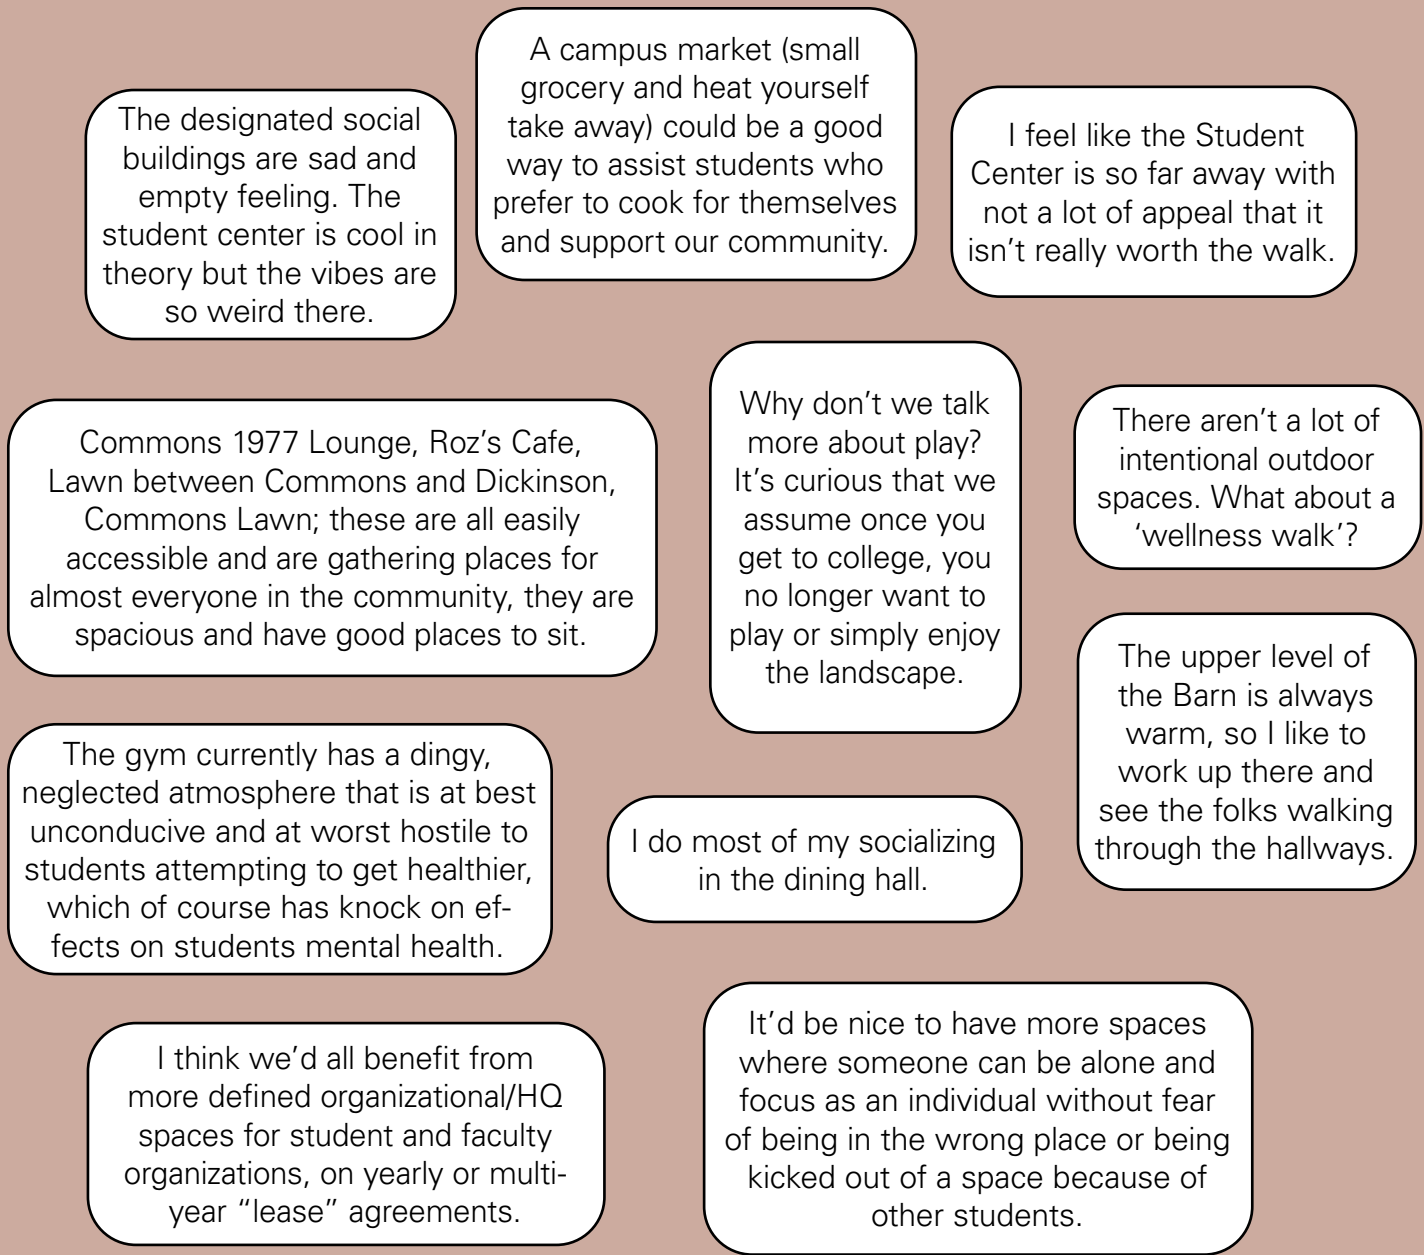 A campus market (small
grocery and heat yourself
take away) could be a good
way to assist students who
prefer to cook for themselves
and support our community.
The designated social
buildings are sad and
empty feeling. The
student center is cool in
theory but the vibes are
so weird there.
I feel like the Student
Center is so far away with
not a lot of appeal that it
isn't really worth the walk.
Commons 1977 Lounge, Roz's Cafe,
Lawn between Commons and Dickinson,
Commons Lawn; these are all easily
accessible and are gathering places for
almost everyone in the community, they are
spacious and have good places to sit.
Why don't we talk
more about play?
It's curious that we
assume once you
get to college, you
no longer want to
play or simply enjoy
the landscape.
There aren't a lot of
intentional outdoor
spaces. What about a
‘wellness walk’?
The upper level of
the Barn is always
warm, so I like to
work up there and
see the folks walking
through the hallways.
The gym currently has a dingy,
neglected atmosphere that is at best
unconducive and at worst hostile to
students attempting to get healthier,
which of course has knock on ef-
fects on students mental health.
I do most of my socializing
in the dining hall.
I think we'd all benefit from
more defined organizational/HQ
spaces for student and faculty
organizations, on yearly or multi-
year “lease” agreements.
It'd be nice to have more spaces
where someone can be alone and
focus as an individual without fear
of being in the wrong place or being
kicked out of a space because of
other students.